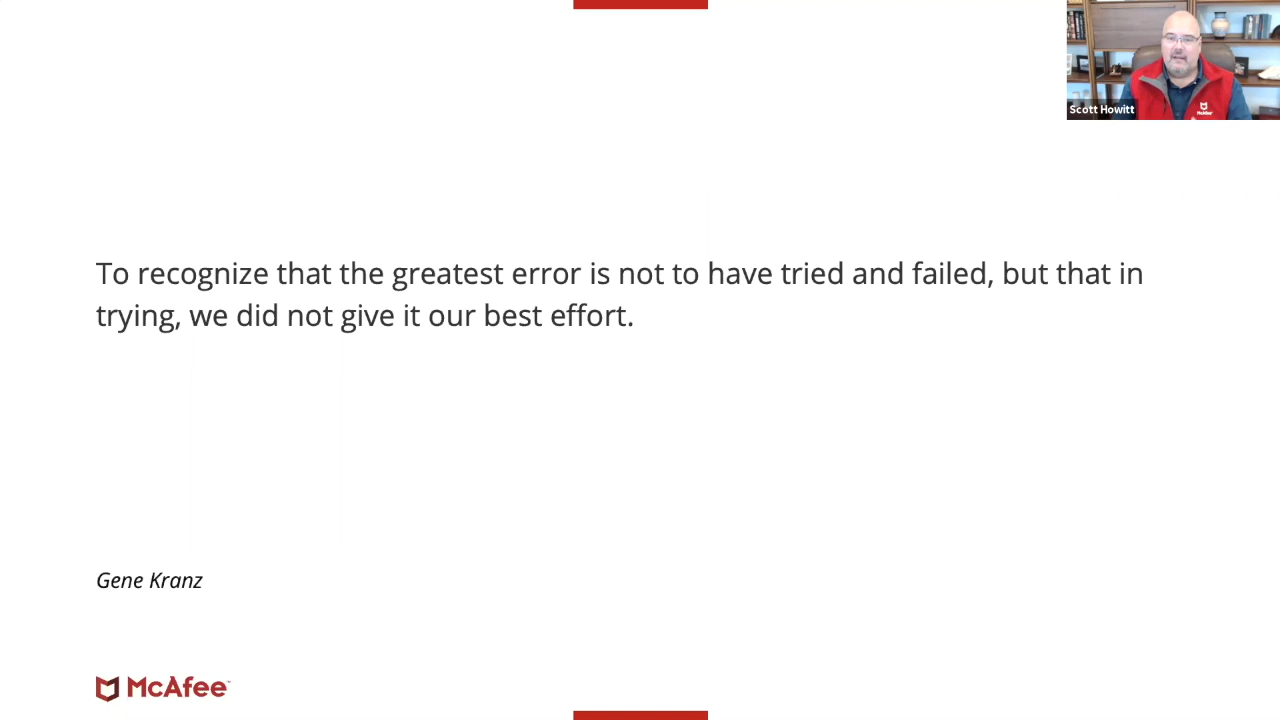 Scott Howitt
McAfee
To recognize that the greatest error is not to have tried and failed, but that in
trying, we did not give it our best effort.
Gene Kranz
McAfee™